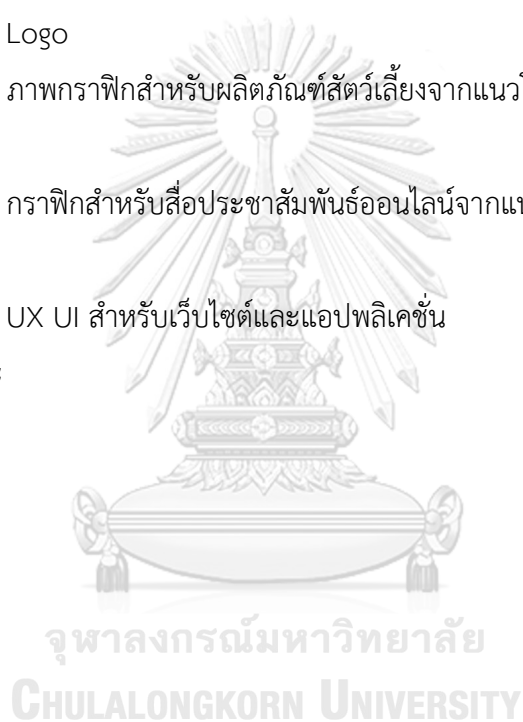 Logo
ภาพกราฟิกสำหรับผลิตภัณฑ์สัตว์เลี้ยงจากแนว
กราฟิกสำหรับสื่อประชาสัมพันธ์ออนไลน์จาก
UX UI สำหรับเว็บไซต์และแอปพลิเคชั่น
จุฬาลงกรณ์มหาวิทยาลัย
CHULALONGKORN UNIVERSITY